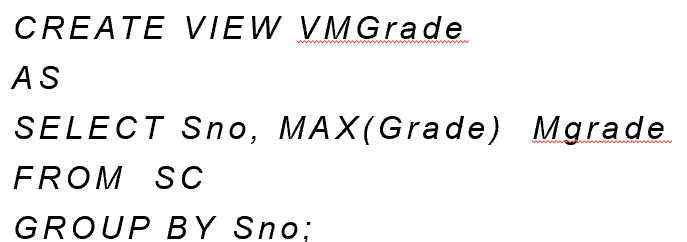 CREATE VIEW VMGrade
AS
SELECT Sno, MAX(Grade) Mgrade
FROM SC
GROUP BY Sno;